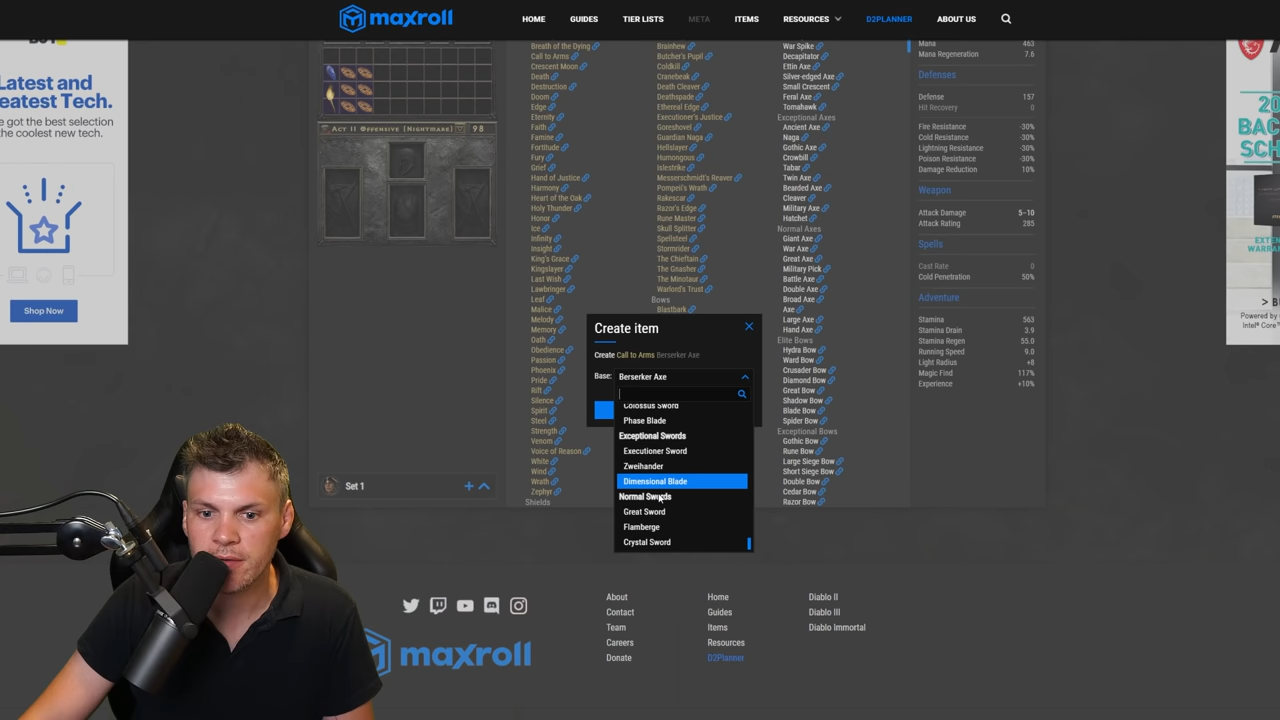 maxroll
HOME
GUIDES
TIER LISTS
META
ITEMS
RESOURCES
D2PLANNER
ABOUT US
Latest and
eatest Tech.
e got the best selection
the coolest new tech.
Shop Now
Act II Offensive (Nightmare)
98
Set 1
Breath of the Dying
Call to Arms
Crescent Moon
Death
Destruction
Doom
Edge
Eternity
Faith
Famine
Fortitude
Fury
Grief
Hand of Justice
Harmony
Heart of the Oak
Holy Thunder
Honor
Ice
Infinity
Insight
King's Grace
Kingslayer
Last Wish
Lawbringer
Leaf
Malice
Melody
Memory
Oath
Obedience
Passion
Phoenix
Pride
Rift
Silence
Spirit
Steel
Strength
Venom
Voice of Reason
White
Wind
Wrath
Zephyr
Shields
Brainhew
Butcher's Pupil
Coldkill
Cranebeak
Death Cleaver
Deathspade
Ethereal Edge
Executioner's Justice
Goreshovel
Guardian Naga
Hellslayer
Humongous
Islestrike
Messerschmidt's Reaver
Pompeii's Wrath
Rakescar
Razor's Edge
Rune Master
Skull Splitter
Spellsteel
Stormrider
The Chieftain
The Gnasher
The Minotaur
Warlord's Trust
Bows
Blastbark
War Spike
Decapitator
Ettin Axe
Silver-edged Axe
Small Crescent
Feral Axe
Tomahawk
Exceptional Axes
Ancient Axe
Naga
Gothic Axe
Crowbill
Tabar
Twin Axe
Bearded Axe
Cleaver
Military Axe
Hatchet
Normal Axes
Giant Axe
War Axe
Great Axe
Military Pick
Battle Axe
Double Axe
Broad Axe
Axe
Large Axe
Hand Axe
Elite Bows
Hydra Bow
Ward Bow
Crusader Bow
Diamond Bow
Great Bow
Shadow Bow
Blade Bow
Spider Bow
Exceptional Bows
Gothic Bow
Rune Bow
Large Siege Bow
Short Siege Bow
Double Bow
Cedar Bow
Razor Bow
Create item
Create Call to Arms Berserker Axe
Base: Berserker Axe
Colossus Sword
Phase Blade
Exceptional Swords
Executioner Sword
Zweihander
Dimensional Blade
Normal Swords
Great Sword
Flamberge
Crystal Sword
Mana 463
Mana Regeneration 7.6
Defenses
Defense 157
Hit Recovery 0
Fire Resistance -30%
Cold Resistance -30%
Lightning Resistance -30%
Poison Resistance -30%
Damage Reduction 10%
Weapon
Attack Damage 5-10
Attack Rating 285
Spells
Cast Rate 0
Cold Penetration 50%
Adventure
Stamina 563
Stamina Drain 3.9
Stamina Regen 55.0
Running Speed 9.0
Light Radius +8
Magic Find 117%
Experience +10%
20
BAC
SCH
EXTEN
WARRAN
> B
Powered by
Intel® Core™
maxroll
About
Contact
Team
Careers
Donate
Home
Guides
Items
Resources
D2Planner
Diablo II
Diablo III
Diablo Immortal